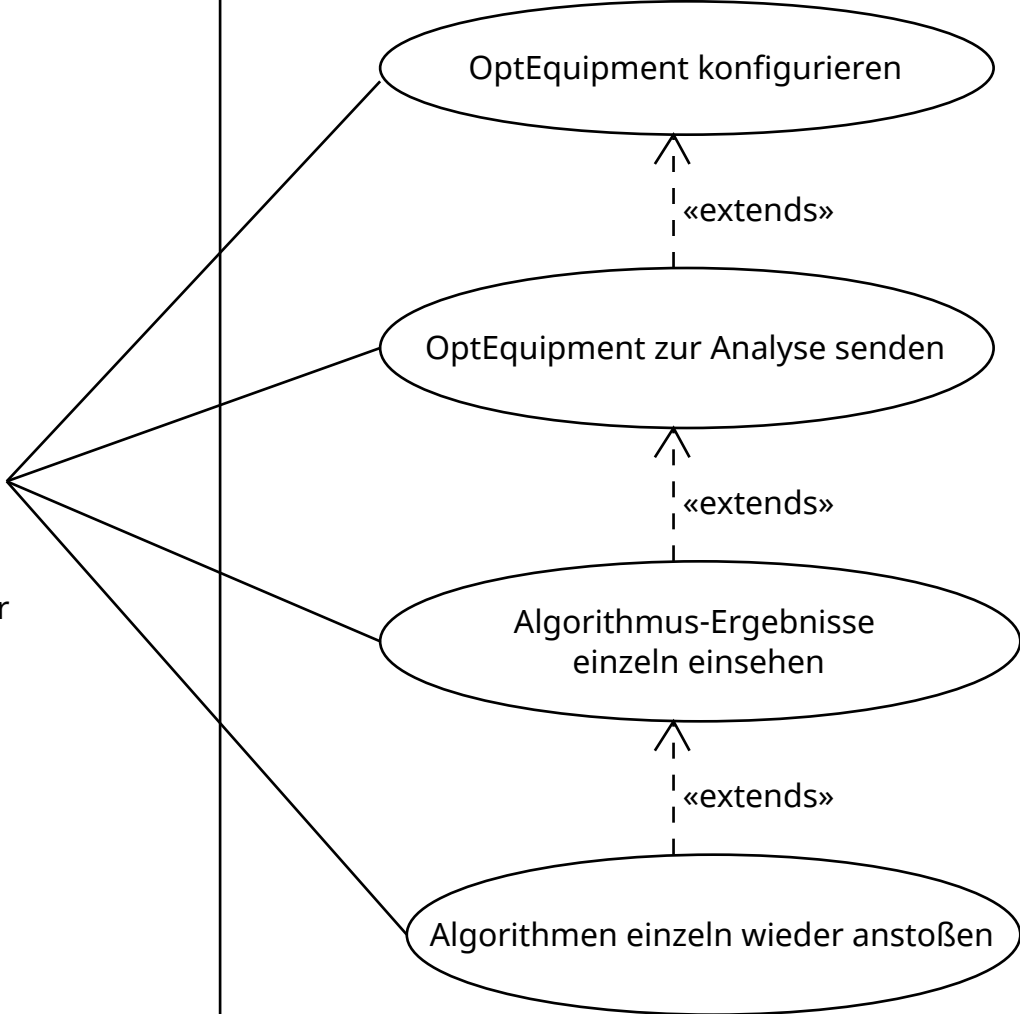 OptEquipment konfigurieren
«extends»
OptEquipment zur Analyse senden
«extends»
r
Algorithmus-Ergebnisse
einzeln einsehen
«extends»
Algorithmen einzeln wieder anstoßen